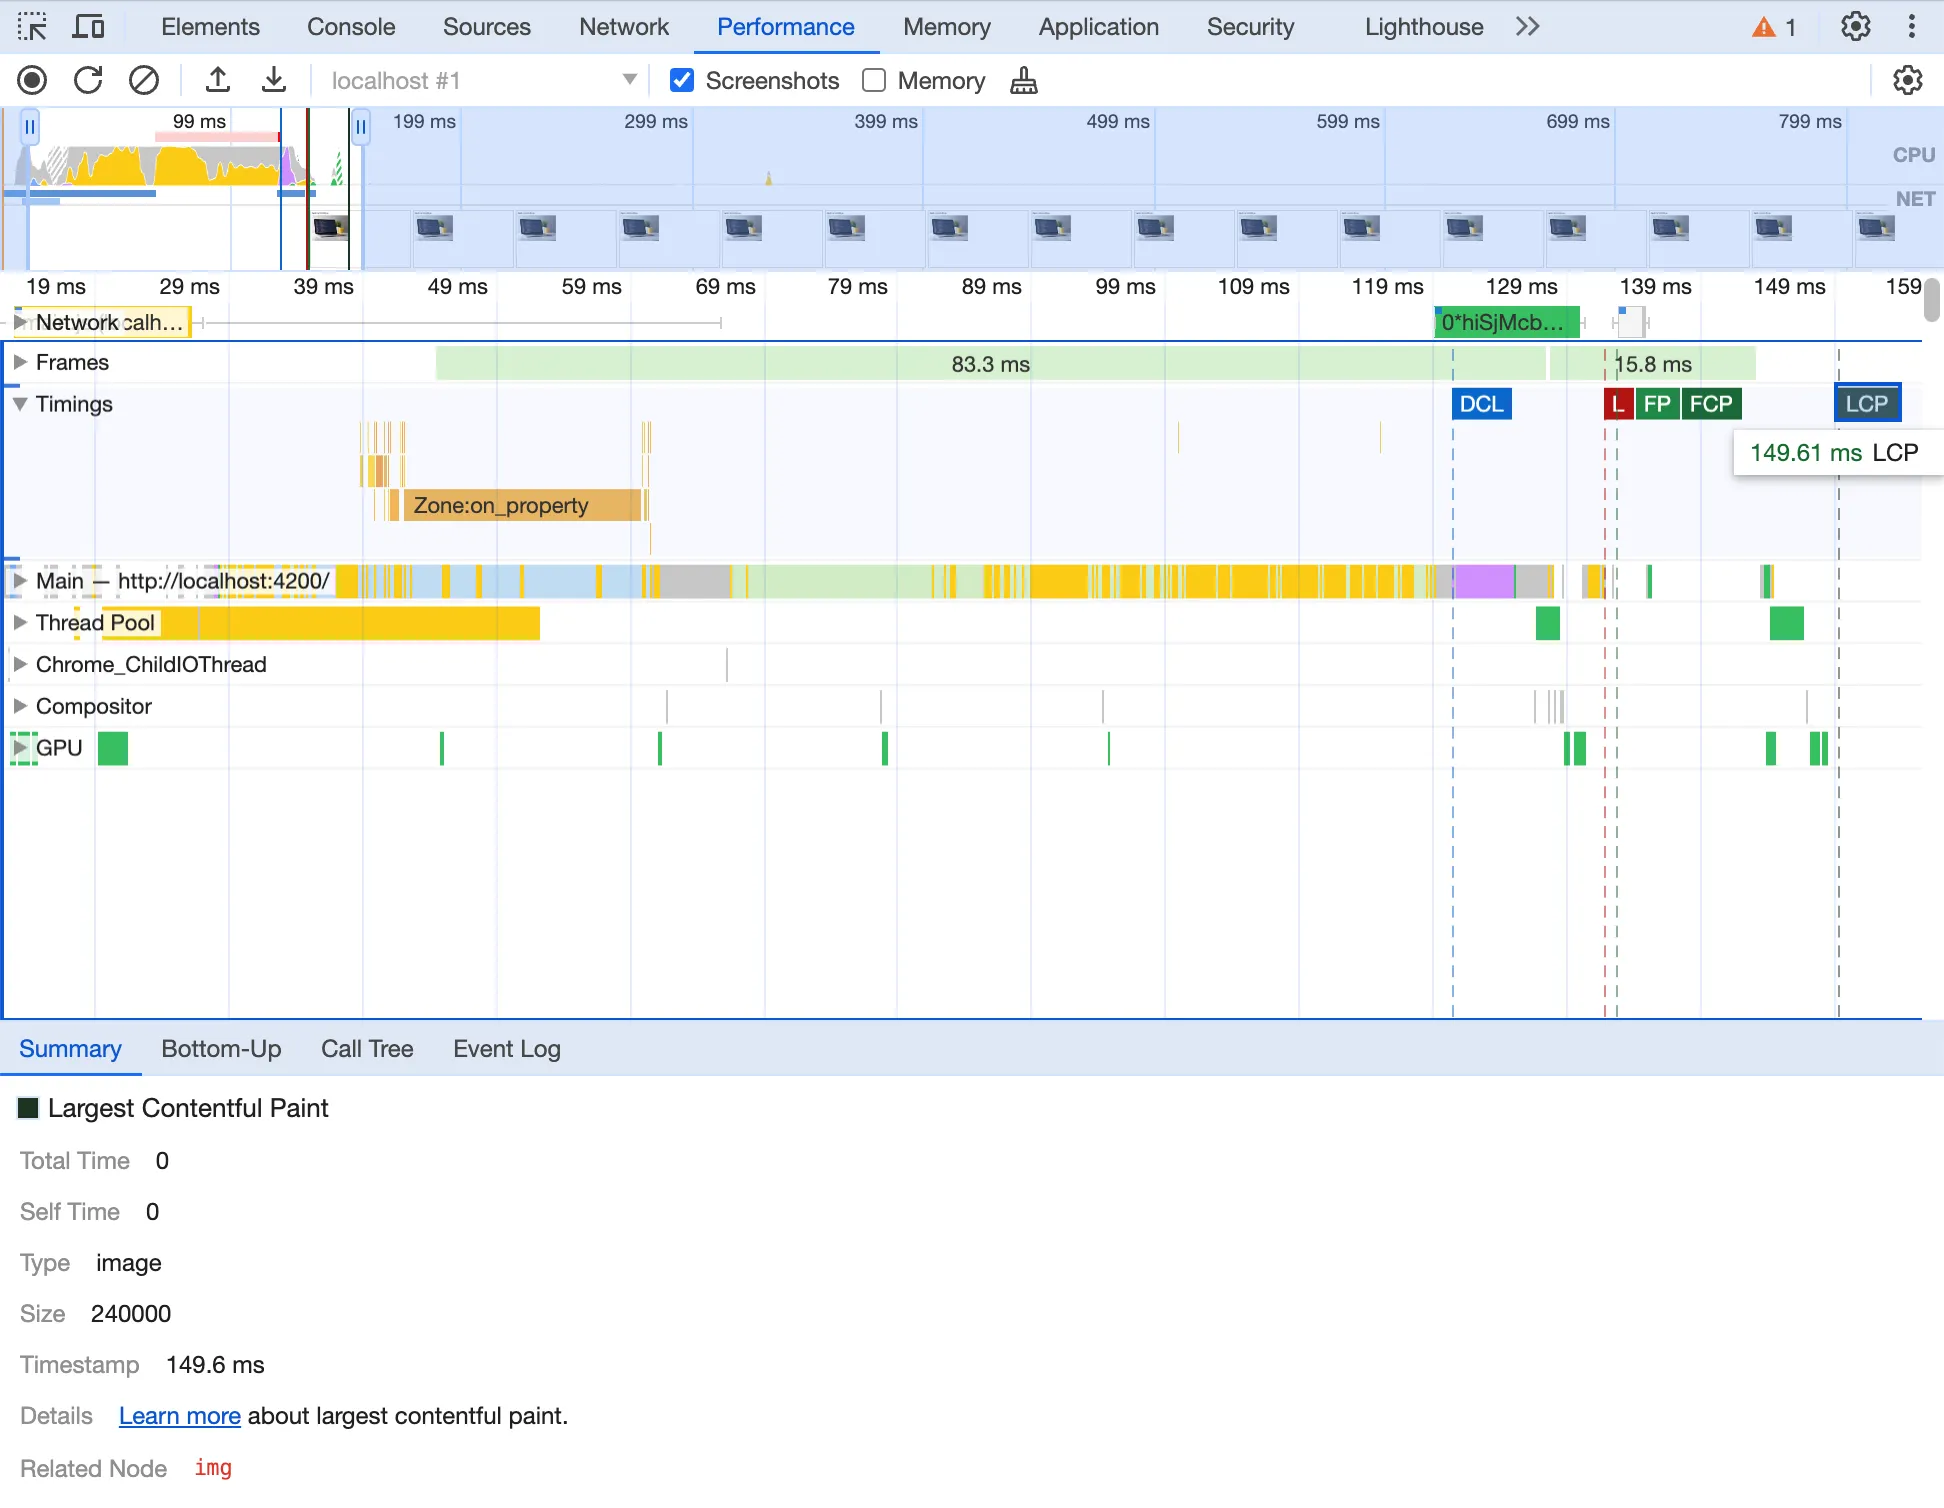 Elements Console Sources Network Performance Memory Application Security Lighthouse 1
localhost #1 Screenshots Memory
99 ms 199 ms 299 ms 399 ms 499 ms 599 ms 699 ms 799 ms
CPU
NET
19 ms 29 ms 39 ms 49 ms 59 ms 69 ms 79 ms 89 ms 99 ms 109 ms 119 ms 129 ms 139 ms 149 ms 159
Network calh... 0*hiSjMcb...
Frames 83.3 ms 15.8 ms
Timings DCL L FP FCP LCP
149.61 ms LCP
Zone:on_property
Main — http://localhost:4200/
Thread Pool
Chrome_ChildIOThread
Compositor
GPU
Summary Bottom-Up Call Tree Event Log
Largest Contentful Paint
Total Time 0
Self Time 0
Type image
Size 240000
Timestamp 149.6 ms
Details Learn more about largest contentful paint.
Related Node img